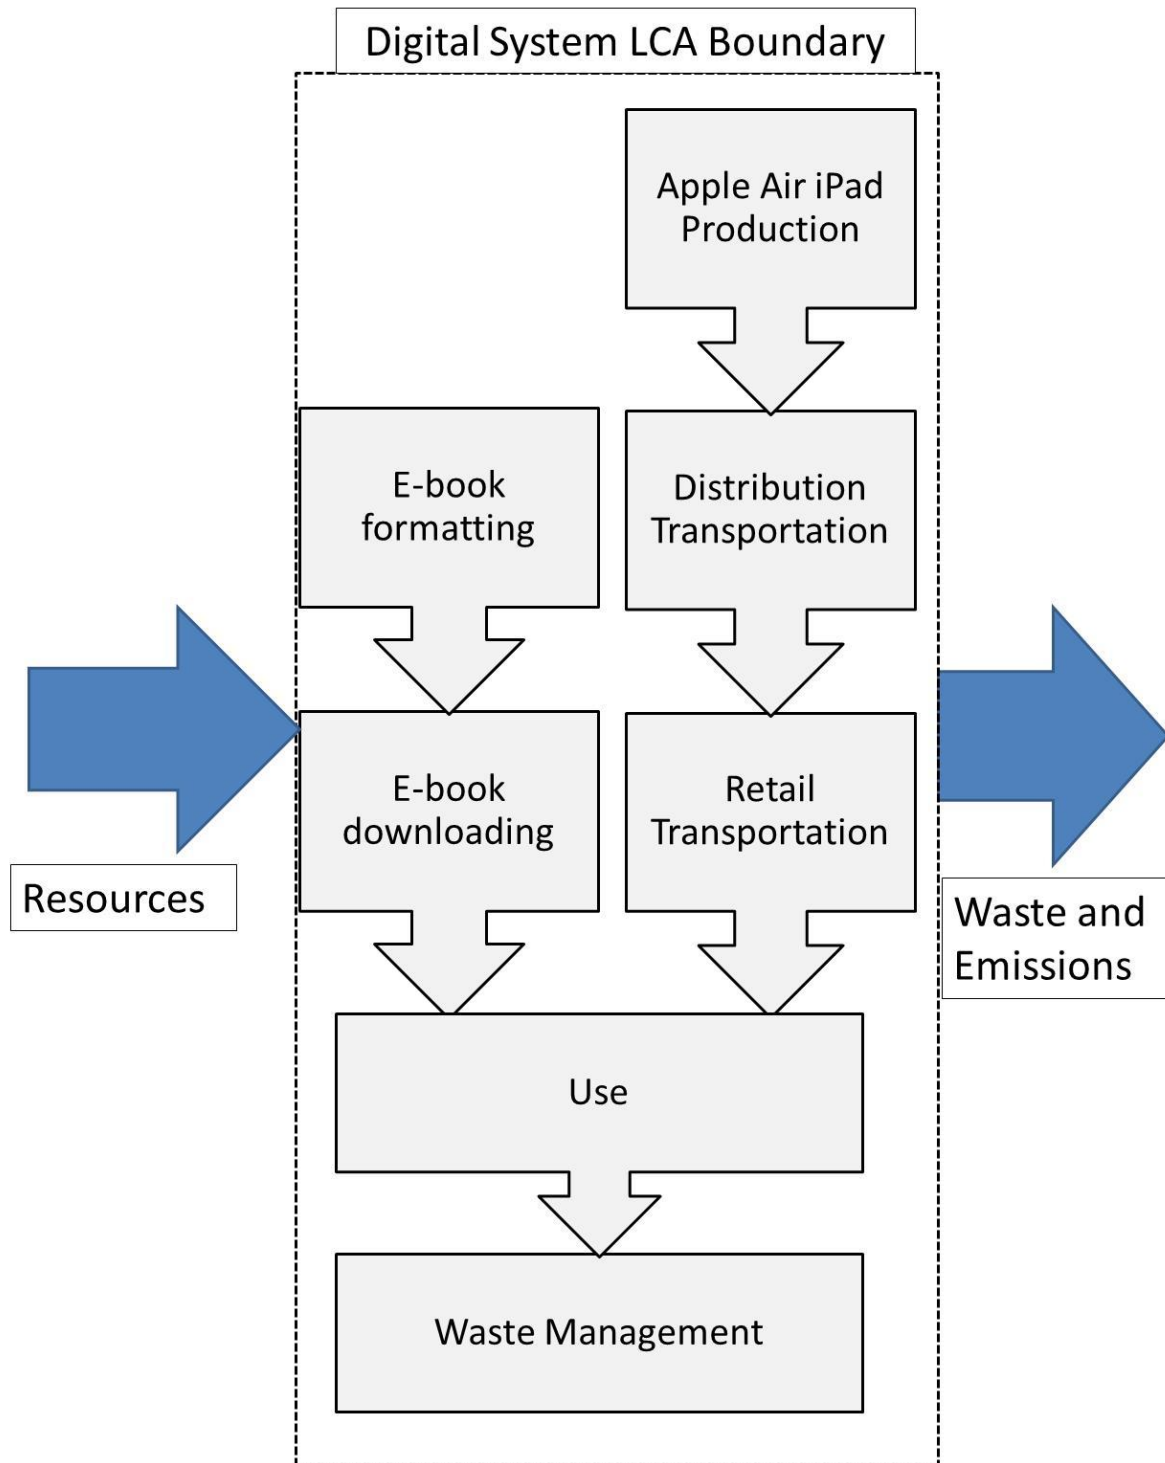 Digital System LCA Boundary
Apple Air iPad
Production
E-book
formatting
Distribution
Transportation
E-book
downloading
Retail
Transportation
Resources
Waste and
Emissions
Use
Waste Management